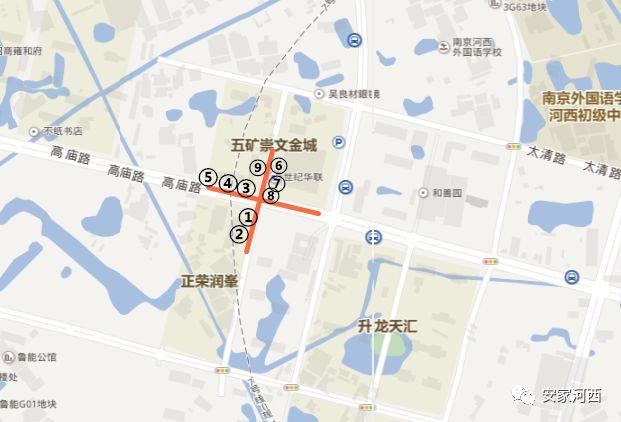 3G63地块
南京河西
外国语学校
招商雍和府
吴良材眼镜
南京外国语学
河西初级中
不纸书店
五矿崇文金城
太清路
太清路
高庙路
高庙路
高庙路
⑤
④
③
⑨
⑥
⑦
世纪华联
⑧
和善园
①
②
正荣润峯
升龙天汇
鲁能公馆
楼处
鲁能G01地块
安家河西